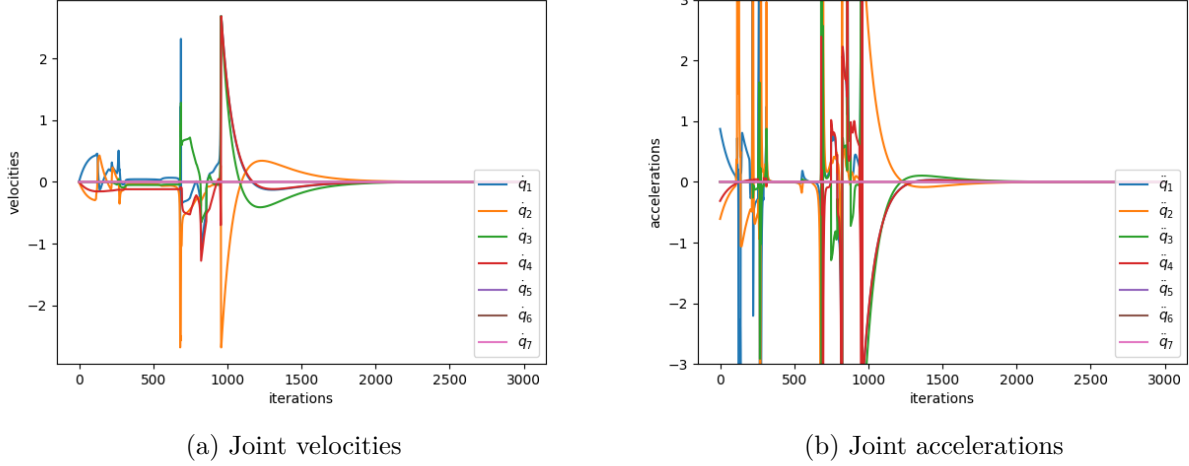 velocities
2
1
0
−1
−2
0
500
1000
1500
2000
2500
3000
iterations
q̇1
q̇2
q̇3
q̇4
q̇5
q̇6
q̇7
(a) Joint velocities
accelerations
3
2
1
0
−1
−2
−3
0
500
1000
1500
2000
2500
3000
iterations
q̈1
q̈2
q̈3
q̈4
q̈5
q̈6
q̈7
(b) Joint accelerations